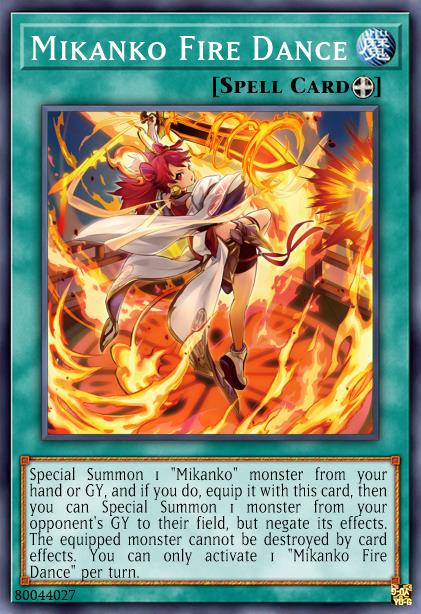 MIKANKO FIRE DANCE 魔
[SPELL CARD]
Special Summon 1 "Mikanko" monster from your
hand or GY, and if you do, equip it with this card, then
you can Special Summon 1 monster from your
opponent's GY to their field, but negate its effects.
The equipped monster cannot be destroyed by card
effects. You can only activate 1 "Mikanko Fire
Dance" per turn.
80044027